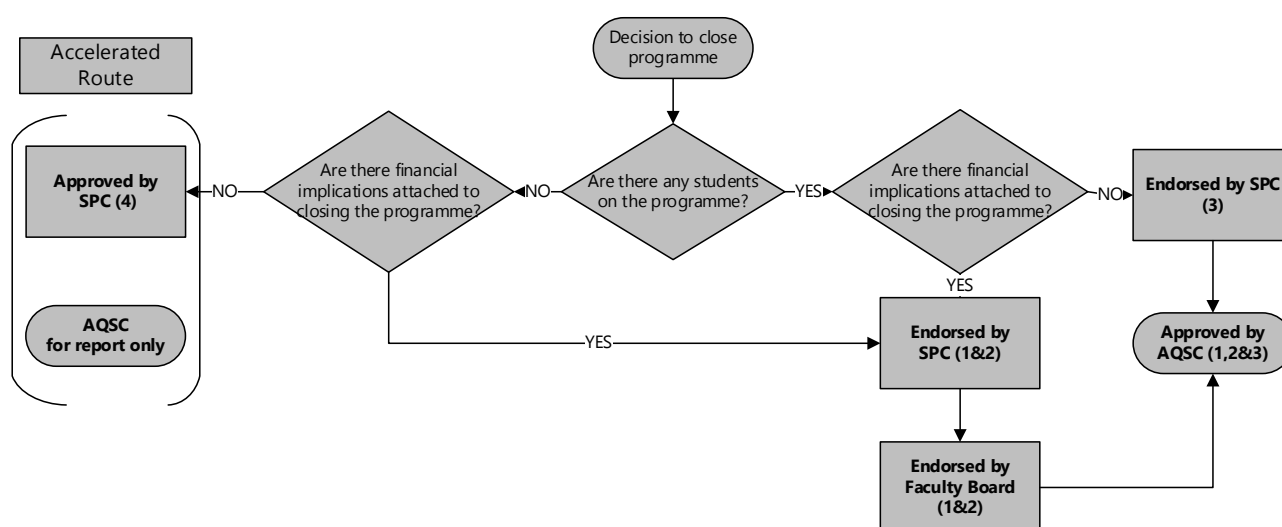 Accelerated
Route
Decision to close
programme
Approved by
SPC (4)
NO
Are there financial
implications attached to
closing the programme?
NO
Are there any students
on the programme?
YES
Are there financial
implications attached to
closing the programme?
NO
Endorsed by SPC
(3)
YES
AQSC
for report only
YES
Endorsed by
SPC (1&2)
Approved by
AQSC (1,2&3)
Endorsed by
Faculty Board
(1&2)